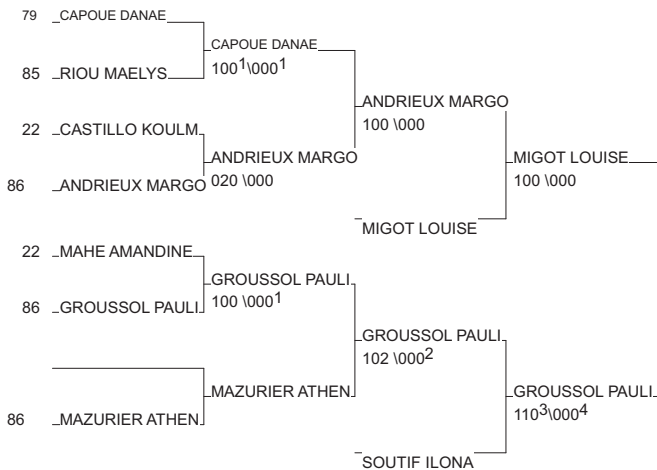 79 CAPOUE DANAE
CAPOUE DANAE
100¹\000¹
85 RIOU MAELYS
ANDRIEUX MARGO
100 \000
22 CASTILLO KOULM
ANDRIEUX MARGO
020 \000
MIGOT LOUISE
100 \000
86 ANDRIEUX MARGO
MIGOT LOUISE
22 MAHE AMANDINE
GROUSSOL PAULI
100 \000¹
86 GROUSSOL PAULI
GROUSSOL PAULI
102 \000²
MAZURIER ATHEN
GROUSSOL PAULI
110³\000⁴
86 MAZURIER ATHEN
SOUTIF ILONA